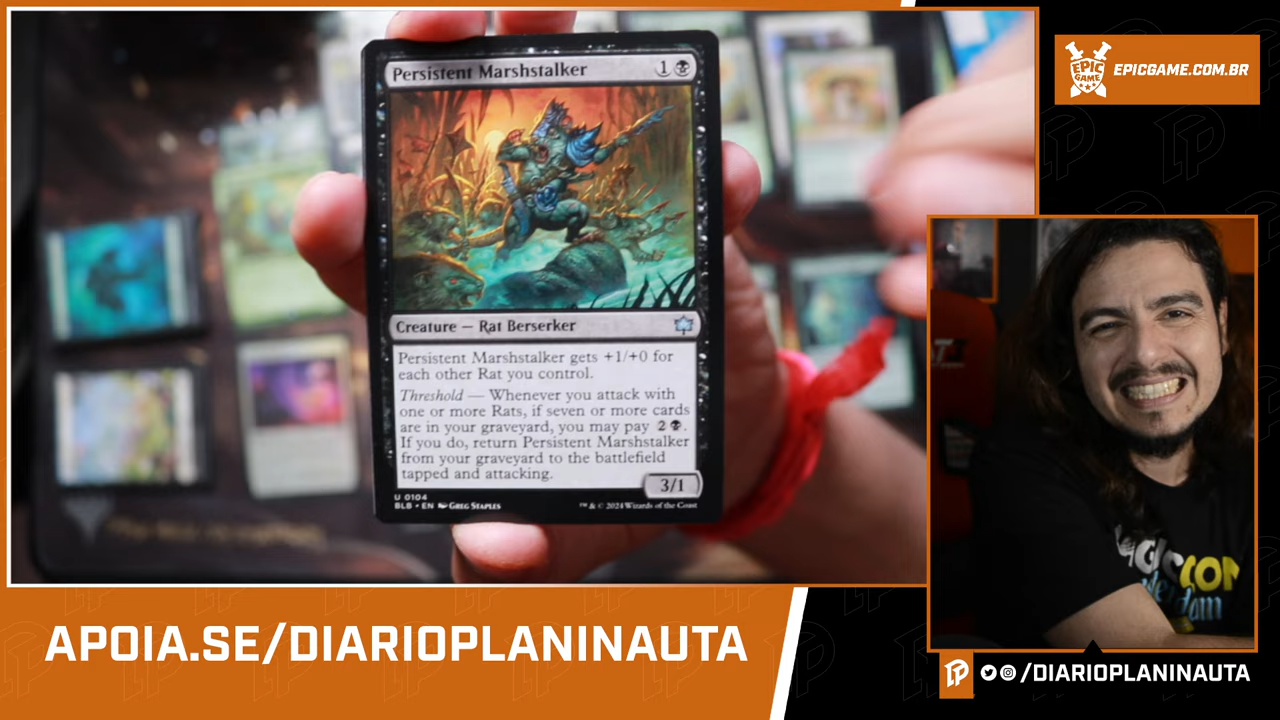 Persistent Marshstalker 1
Creature — Rat Berserker
Persistent Marshstalker gets +1/+0 for
each other Rat you control.
Threshold — Whenever you attack with
one or more Rats, if seven or more cards
are in your graveyard, you may pay 2.
If you do, return Persistent Marshstalker
from your graveyard to the battlefield
tapped and attacking.
3/1
U 0104
BLB • EN Greg Staples
™ & © 2024 Wizards of the Coast
EPIC
GAME
EPICGAME.COM.BR
APOIA.SE/DIARIOPLANINAUTA
/DIARIOPLANINAUTA